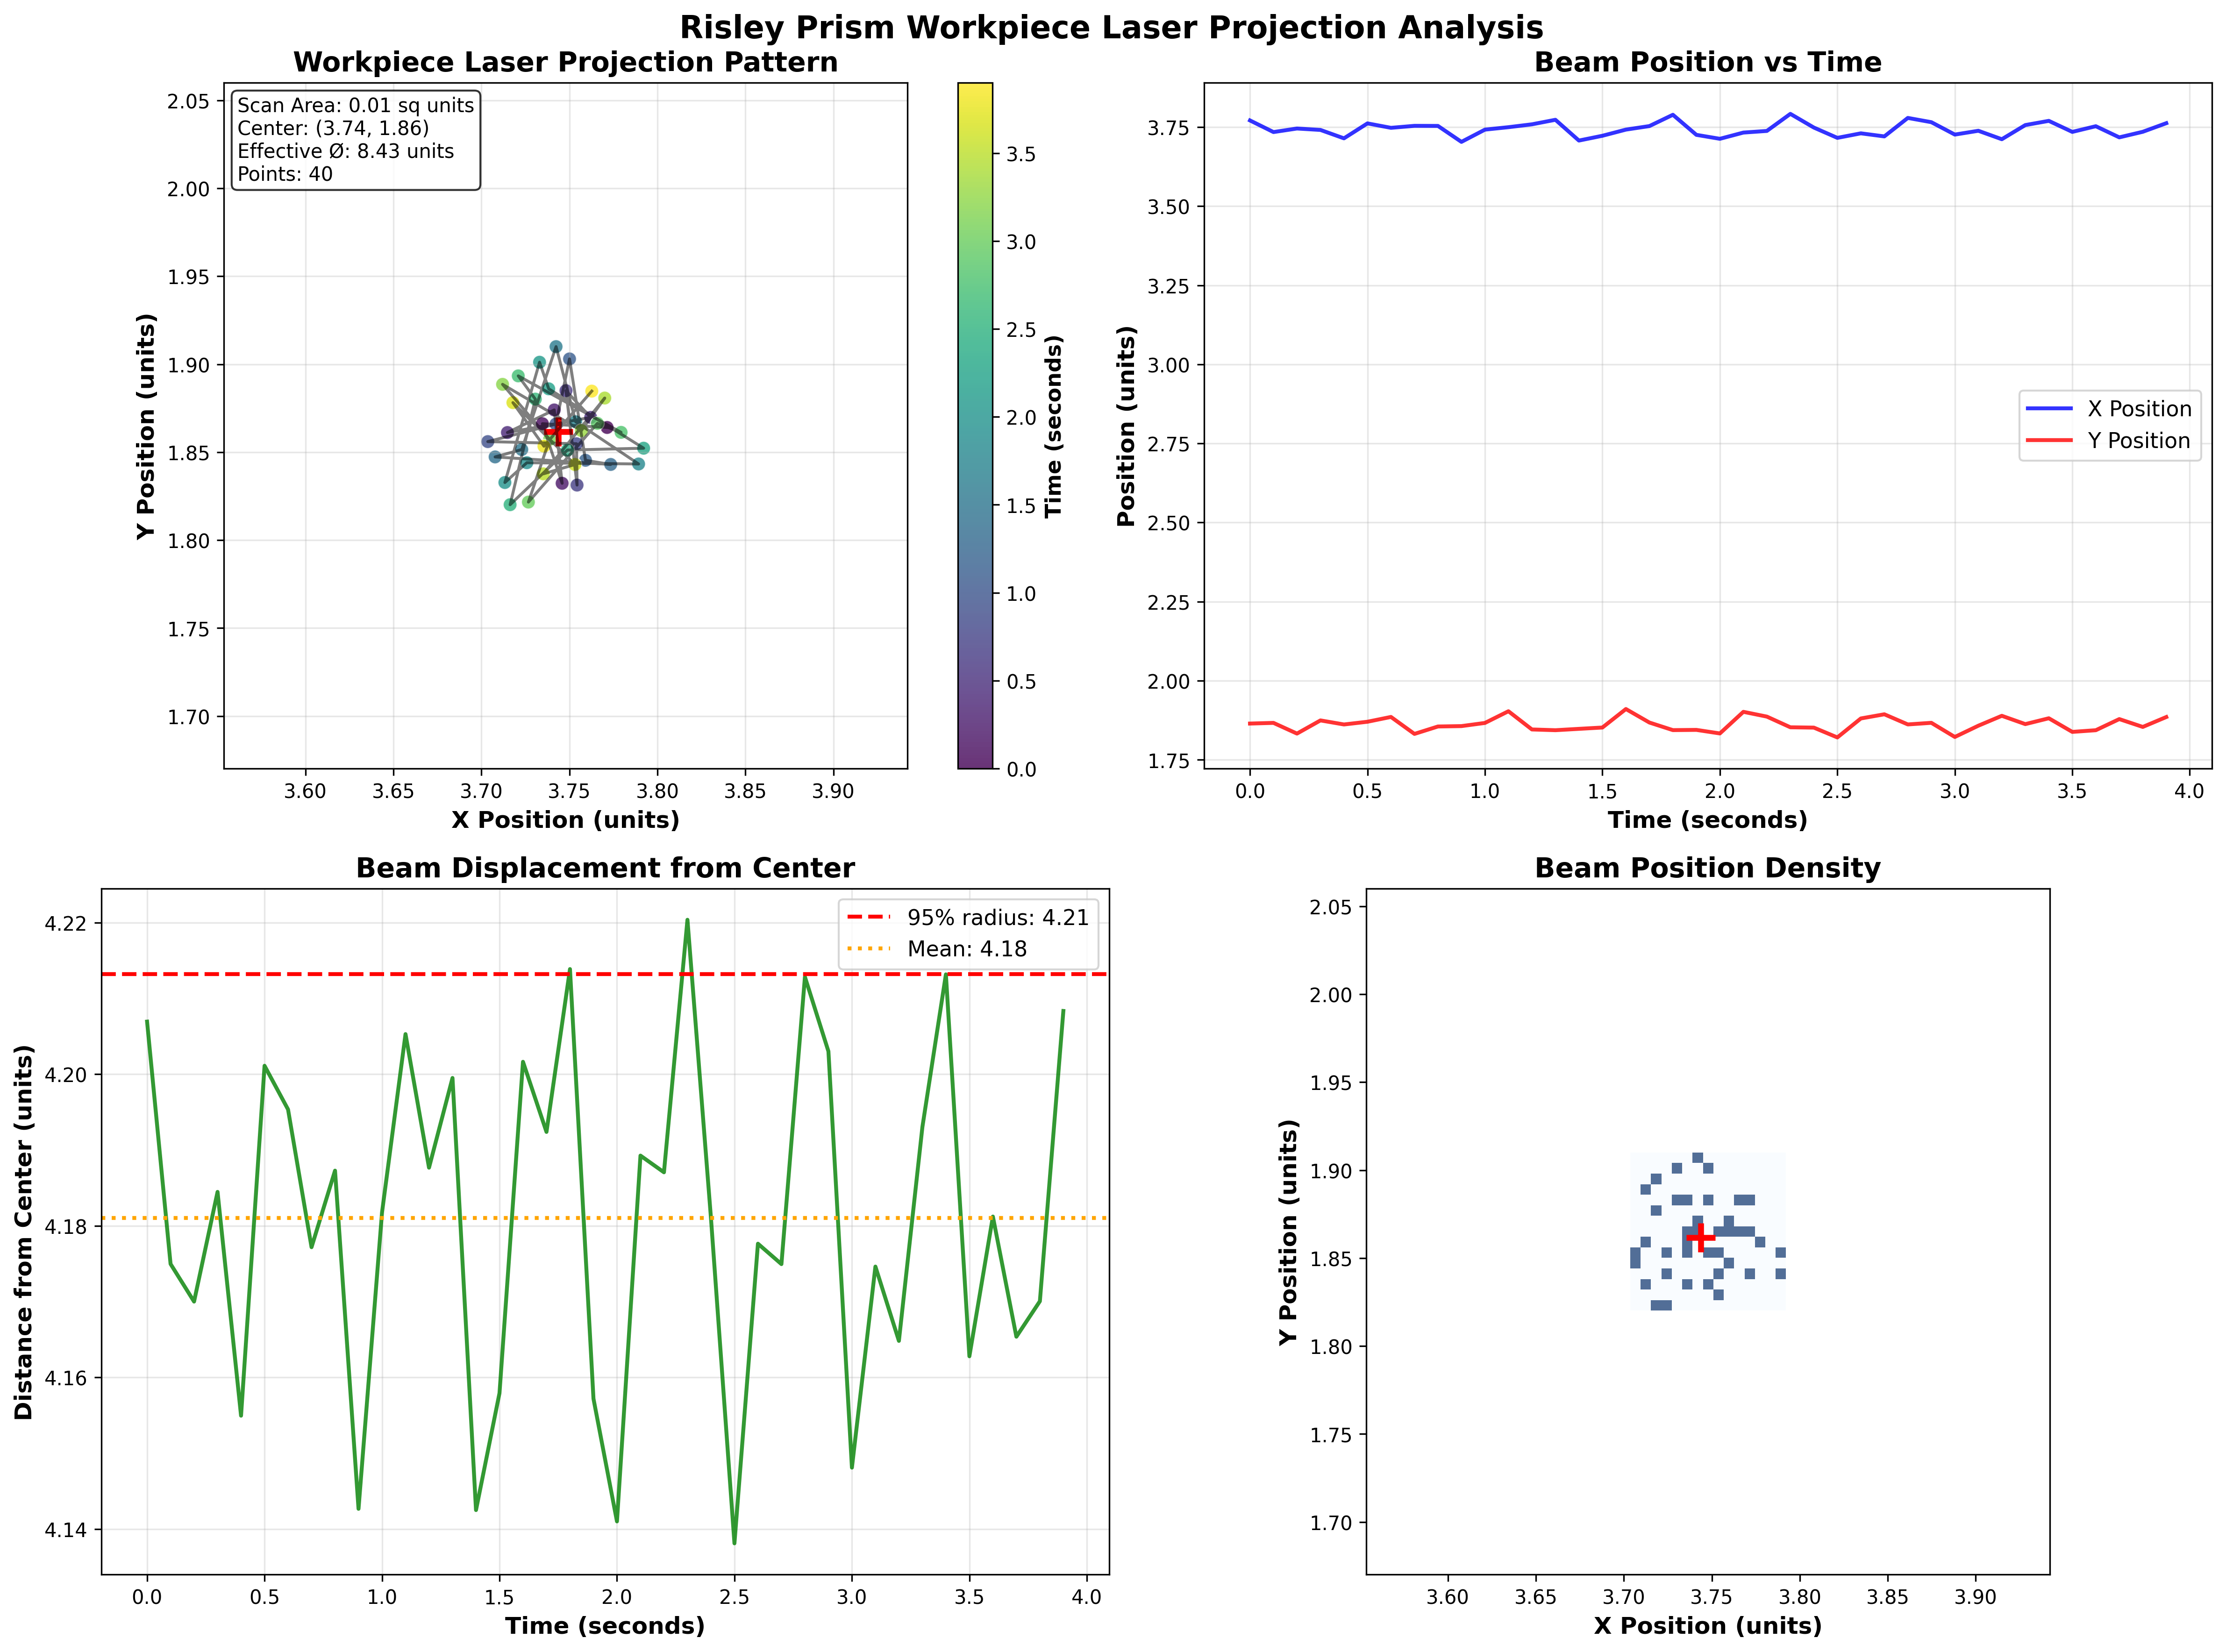 Risley Prism Workpiece Laser Projection Analysis
Workpiece Laser Projection Pattern
Scan Area: 0.01 sq units
Center: (3.74, 1.86)
Effective Ø: 8.43 units
Points: 40
2.05
2.00
1.95
1.90
1.85
1.80
1.75
1.70
Y Position (units)
3.60 3.65 3.70 3.75 3.80 3.85 3.90
X Position (units)
3.5
3.0
2.5
2.0
1.5
1.0
0.5
0.0
Time (seconds)
Beam Position vs Time
3.75
3.50
3.25
3.00
2.75
2.50
2.25
2.00
1.75
Position (units)
X Position
Y Position
0.0 0.5 1.0 1.5 2.0 2.5 3.0 3.5 4.0
Time (seconds)
Beam Displacement from Center
95% radius: 4.21
Mean: 4.18
4.22
4.20
4.18
4.16
4.14
Distance from Center (units)
0.0 0.5 1.0 1.5 2.0 2.5 3.0 3.5 4.0
Time (seconds)
Beam Position Density
2.05
2.00
1.95
1.90
1.85
1.80
1.75
1.70
Y Position (units)
3.60 3.65 3.70 3.75 3.80 3.85 3.90
X Position (units)